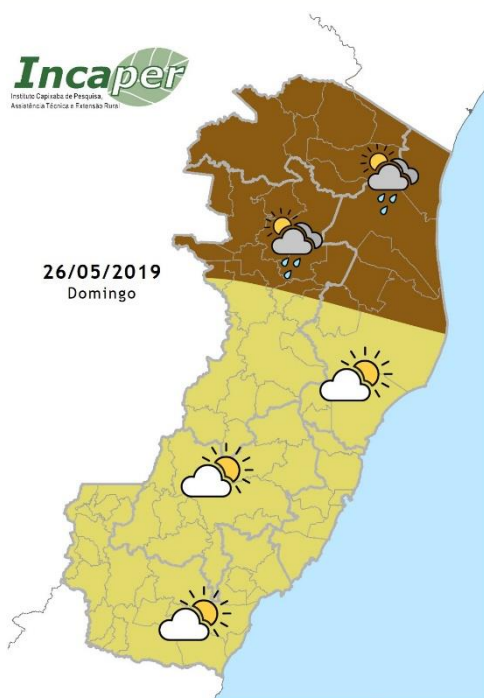 Incaper
Instituto Capixaba de Pesquisa,
Assistência Técnica e Extensão Rural
26/05/2019
Domingo